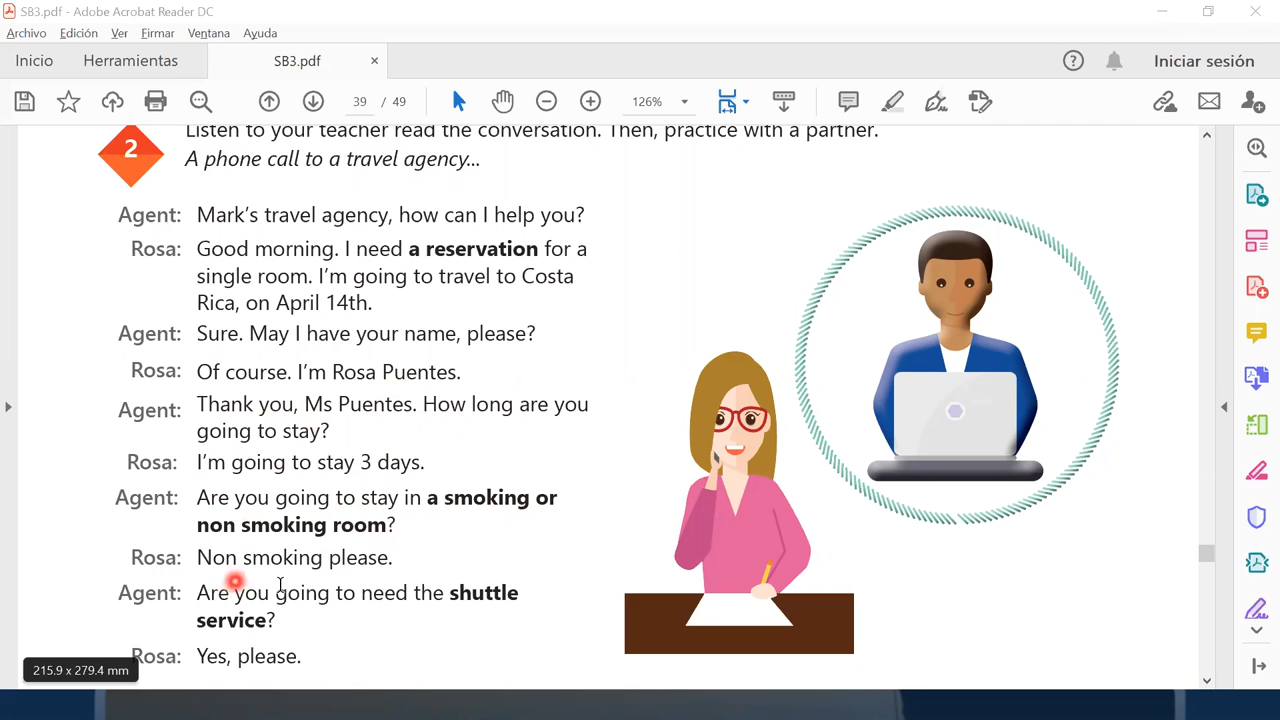 SB3.pdf - Adobe Acrobat Reader DC
Archivo Edición Ver Firmar Ventana Ayuda
Inicio Herramientas SB3.pdf × Iniciar sesión
39 / 49 126%
2 Listen to your teacher read the conversation. Then, practice with a partner.
A phone call to a travel agency...
Agent: Mark's travel agency, how can I help you?
Rosa: Good morning. I need a reservation for a
single room. I'm going to travel to Costa
Rica, on April 14th.
Agent: Sure. May I have your name, please?
Rosa: Of course. I'm Rosa Puentes.
Agent: Thank you, Ms Puentes. How long are you
going to stay?
Rosa: I'm going to stay 3 days.
Agent: Are you going to stay in a smoking or
non smoking room?
Rosa: Non smoking please.
Agent: Are you going to need the shuttle
service?
Rosa: Yes, please.
215.9 x 279.4 mm